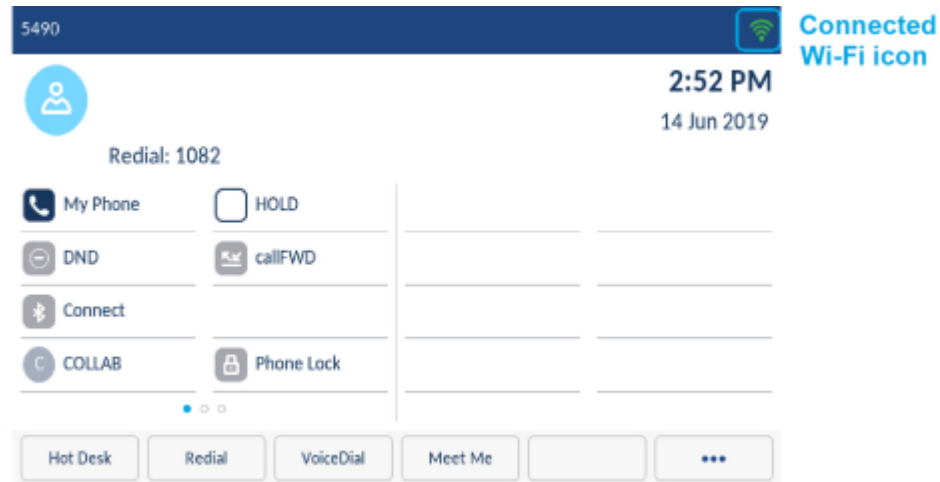 5490
Connected
Wi-Fi icon
2:52 PM
14 Jun 2019
Redial: 1082
My Phone
HOLD
DND
callFWD
Connect
C COLLAB
Phone Lock
Hot Desk
Redial
VoiceDial
Meet Me